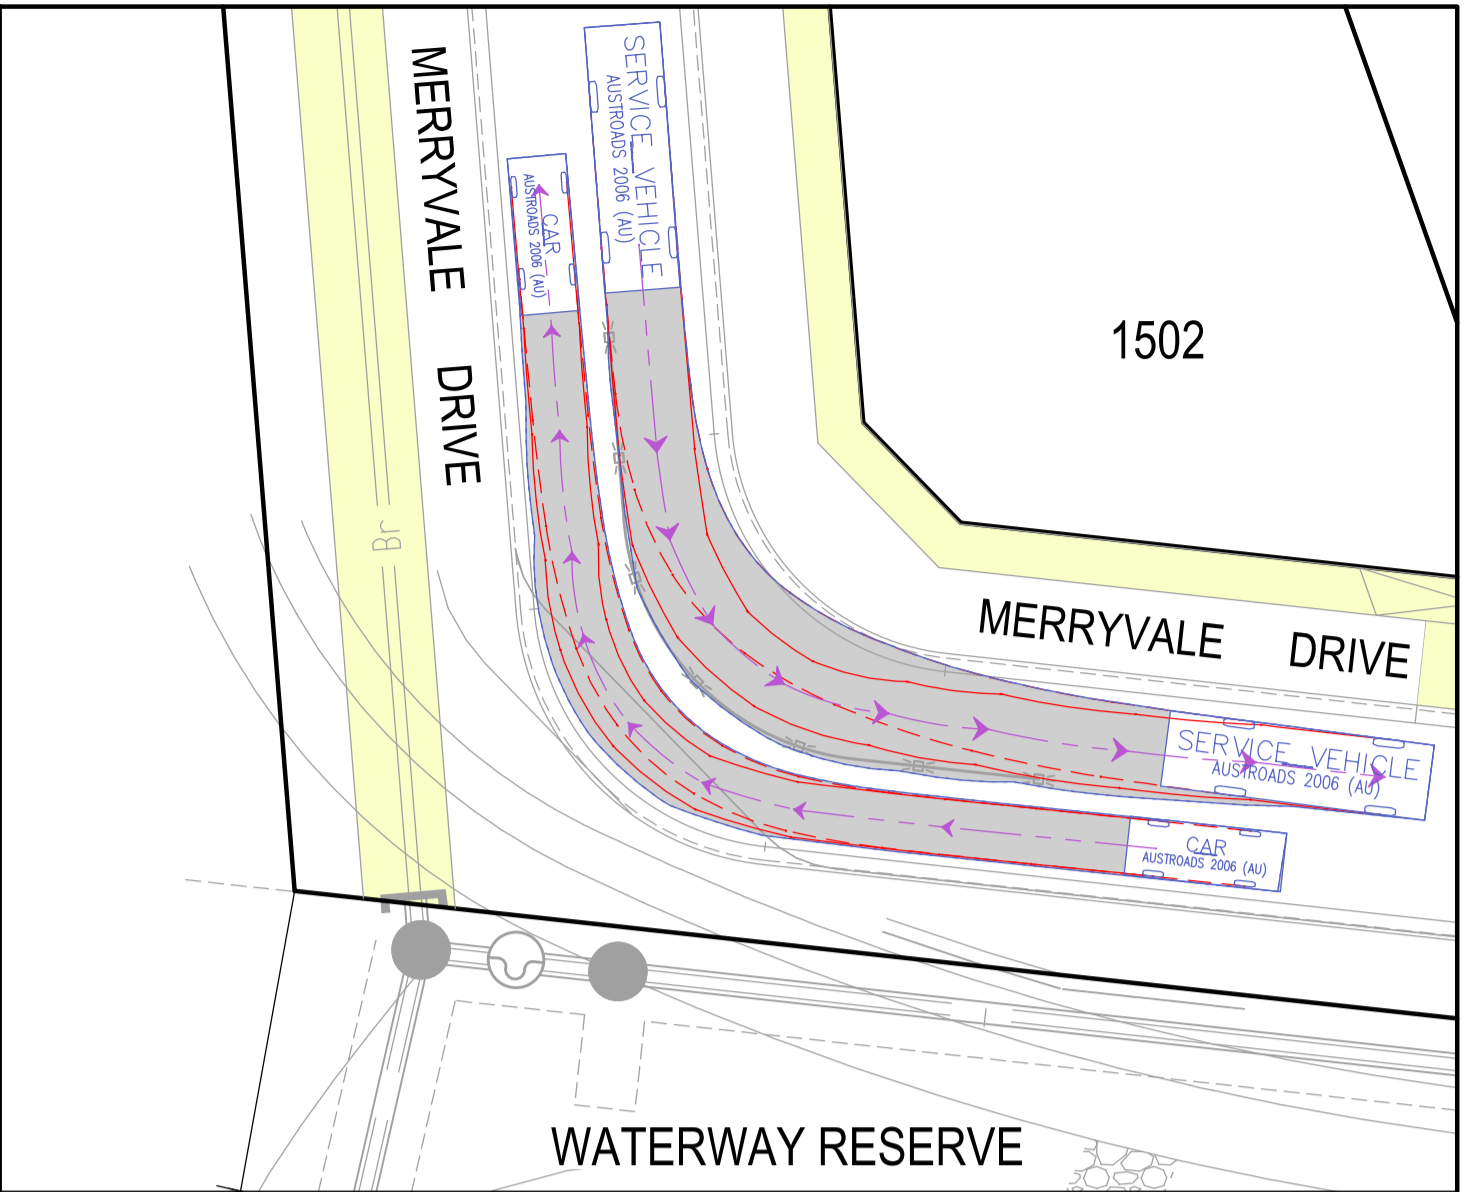 MERRYVALE DRIVE
SERVICE VEHICLE
AUSTROADS 2006 (AU)
CAR
AUSTROADS 2006 (AU)
1502
Br
MERRYVALE DRIVE
SERVICE VEHICLE
AUSTROADS 2006 (AU)
CAR
AUSTROADS 2006 (AU)
WATERWAY RESERVE